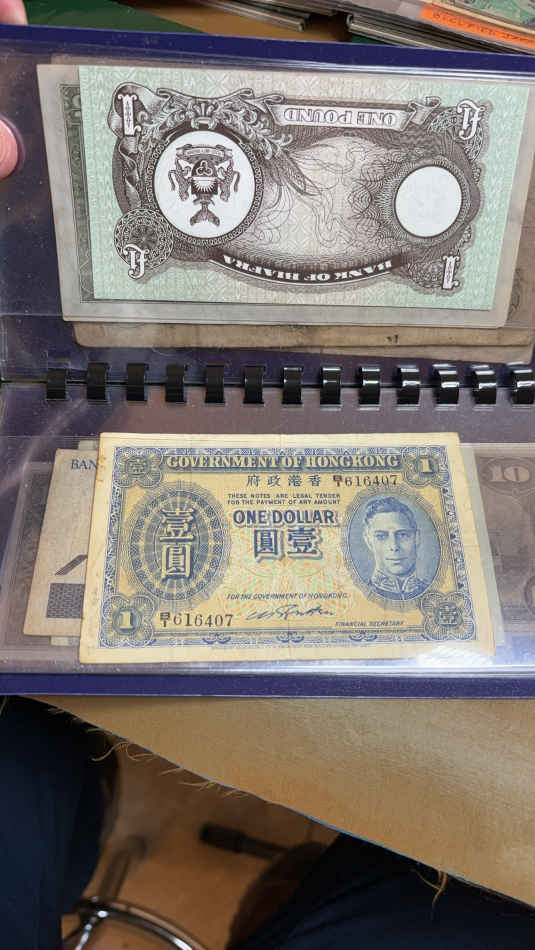 ONE POUND
1
£
£
1
BANK OF BIAFRA
BAN
GOVERNMENT OF HONGKONG
1
府政港香
B/1 616407
THESE NOTES ARE LEGAL TENDER
FOR THE PAYMENT OF ANY AMOUNT
ONE DOLLAR
圓壹
壹
圓
FOR THE GOVERNMENT OF HONGKONG.
1
B/1 616407
FINANCIAL SECRETARY
壹
壹
10